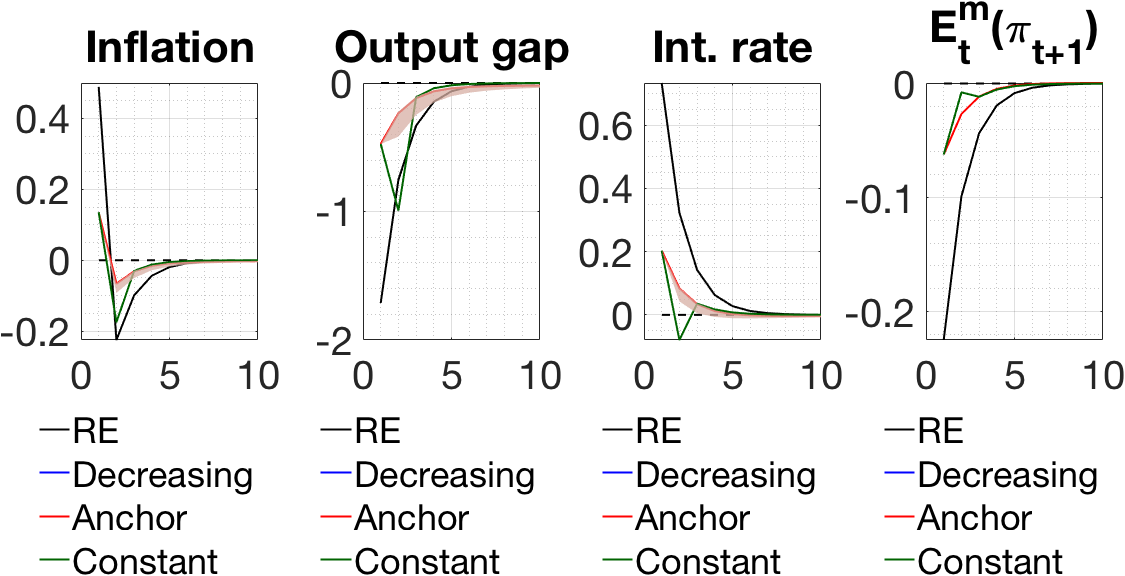 Inflation
0.4
0.2
0
-0.2
0 5 10
RE
Decreasing
Anchor
Constant
Output gap
0
-1
-2
0 5 10
RE
Decreasing
Anchor
Constant
Int. rate
0.6
0.4
0.2
0
0 5 10
RE
Decreasing
Anchor
Constant
E_t^m(π_{t+1})
0
-0.1
-0.2
0 5 10
RE
Decreasing
Anchor
Constant